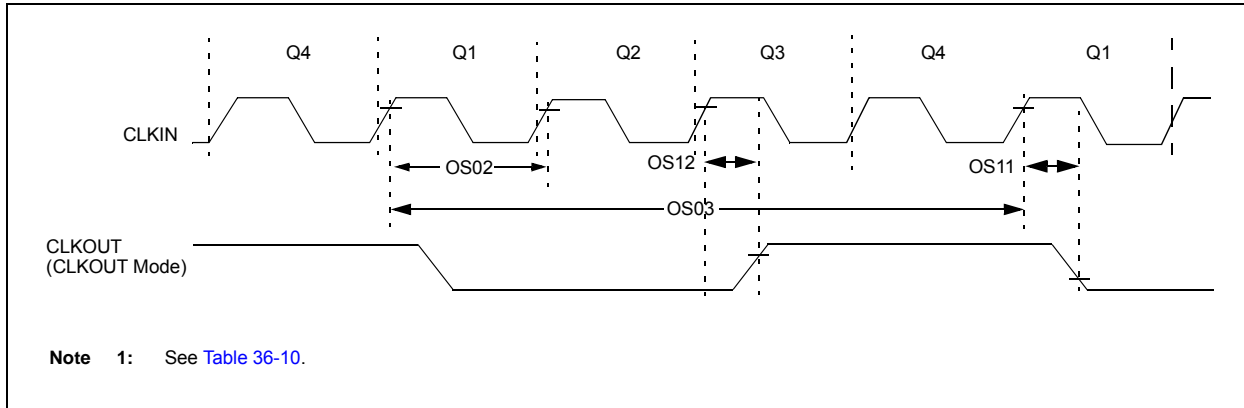 Q4 Q1 Q2 Q3 Q4 Q1
CLKIN
OS02 OS12 OS11
OS03
CLKOUT
(CLKOUT Mode)
Note 1: See Table 36-10.